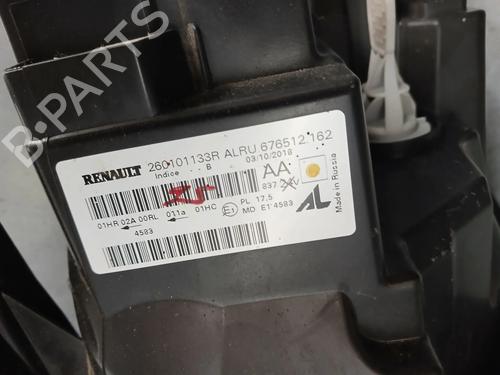 RENAULT 260101133R ALRU 676512.162
Indice B 03/10/2018
AA
837
01HR 02A 00RL 011a 01HC E1 PL 17,5
4583 MD E1*4583
AL
Made in Russia
B-PARTS